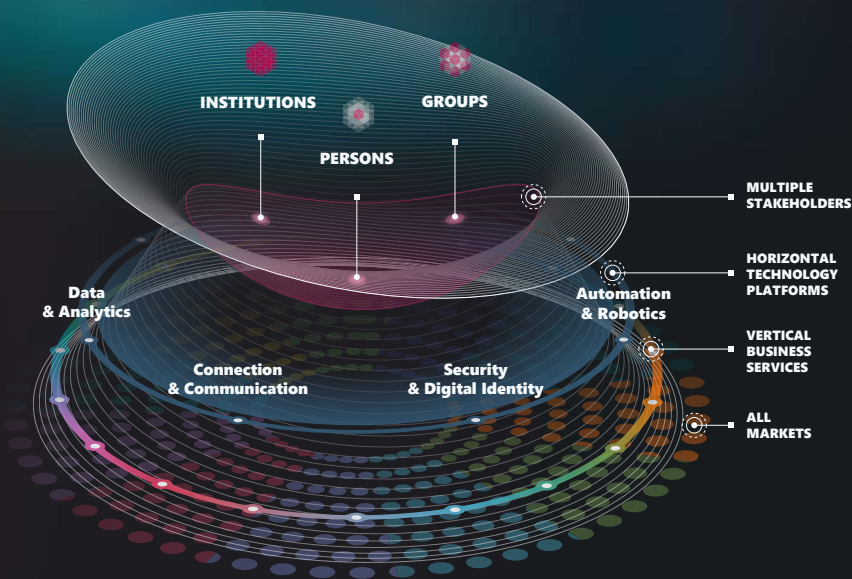 INSTITUTIONS
GROUPS
PERSONS
MULTIPLE
STAKEHOLDERS
HORIZONTAL
TECHNOLOGY
PLATFORMS
Data
& Analytics
Automation
& Robotics
VERTICAL
BUSINESS
SERVICES
Connection
& Communication
Security
& Digital Identity
ALL
MARKETS